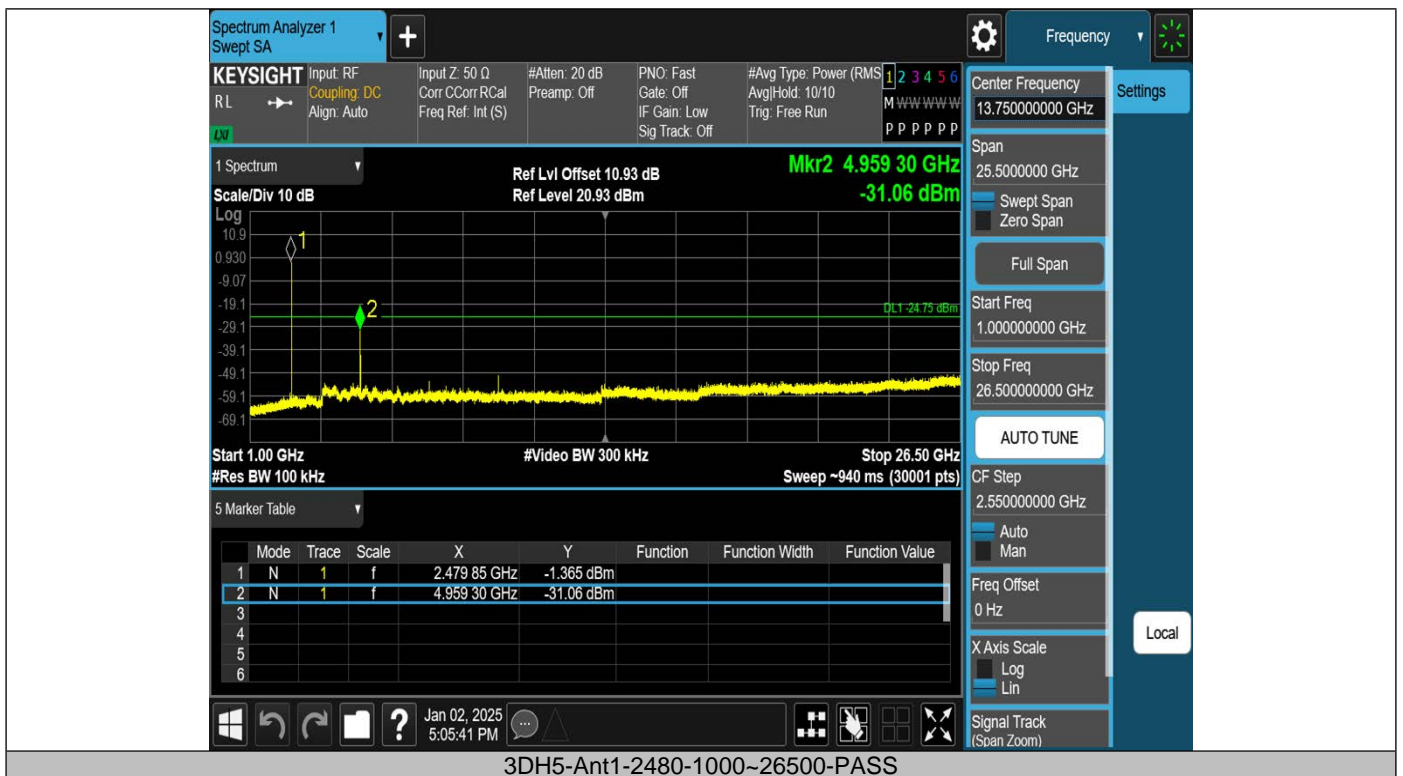 Spectrum Analyzer 1
Swept SA
+
Frequency
KEYSIGHT
RL
LXI
Input: RF
Coupling: DC
Align: Auto
Input Z: 50 Ω
Corr CCorr RCal
Freq Ref: Int (S)
#Atten: 20 dB
Preamp: Off
PNO: Fast
Gate: Off
IF Gain: Low
Sig Track: Off
#Avg Type: Power (RMS
Avg|Hold: 10/10
Trig: Free Run
1 2 3 4 5 6
M W W W W W
P P P P P P
1 Spectrum
Scale/Div 10 dB
Ref Lvl Offset 10.93 dB
Ref Level 20.93 dBm
Mkr2 4.959 30 GHz
-31.06 dBm
Log
10.9
0.930
-9.07
-19.1
-29.1
-39.1
-49.1
-59.1
-69.1
1
2
DL1 -24.75 dBm
Start 1.00 GHz
#Video BW 300 kHz
Stop 26.50 GHz
#Res BW 100 kHz
Sweep ~940 ms (30001 pts)
5 Marker Table
Mode Trace Scale X Y Function Function Width Function Value
1 N 1 f 2.479 85 GHz -1.365 dBm
2 N 1 f 4.959 30 GHz -31.06 dBm
3
4
5
6
?
Jan 02, 2025
5:05:41 PM
Center Frequency
13.750000000 GHz
Settings
Span
25.5000000 GHz
Swept Span
Zero Span
Full Span
Start Freq
1.000000000 GHz
Stop Freq
26.500000000 GHz
AUTO TUNE
CF Step
2.550000000 GHz
Auto
Man
Freq Offset
0 Hz
Local
X Axis Scale
Log
Lin
Signal Track
(Span Zoom)
3DH5-Ant1-2480-1000~26500-PASS